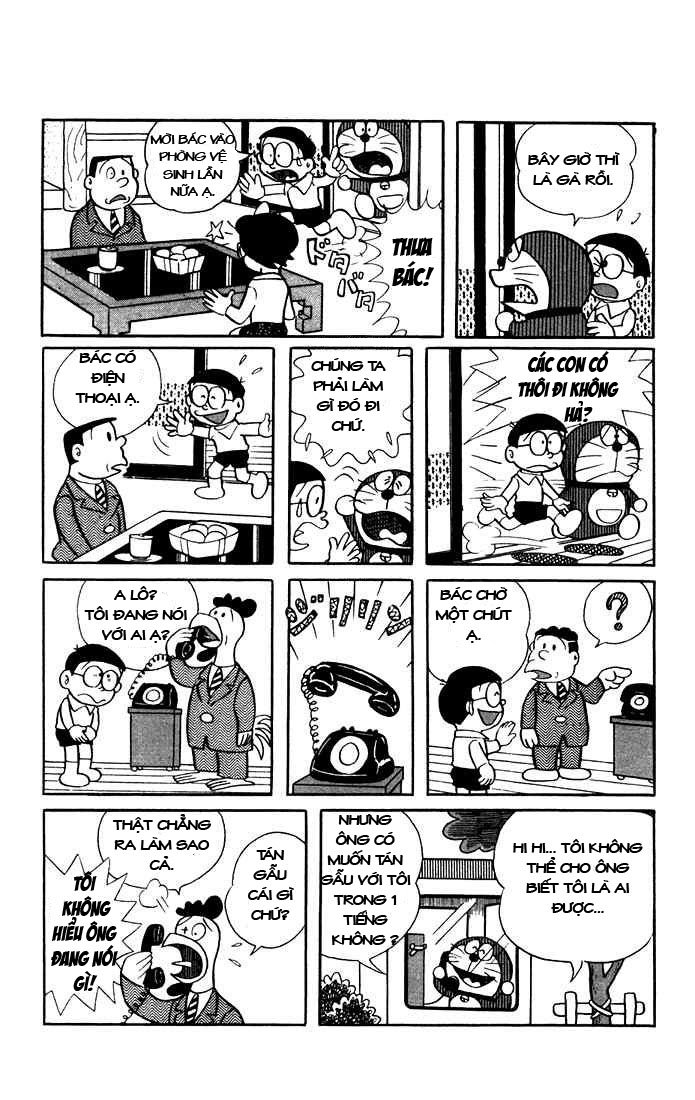 MỜI BÁC VÀO
PHÒNG VỆ
SINH LẦN
NỮA Ạ.
THƯA
BÁC!
ドタ
バタ
BÂY GIỜ THÌ
LÀ GÀ RỒI.
BÁC CÓ
ĐIỆN
THOẠI Ạ.
CHÚNG TA
PHẢI LÀM
GÌ ĐÓ ĐI
CHỨ.
CÁC CON CÓ
THÔI ĐI KHÔNG
HẢ?
A LÔ?
TÔI ĐANG NÓI
VỚI AI Ạ?
BÁC CHỜ
MỘT CHÚT
Ạ.
?
THẬT CHẲNG
RA LÀM SAO
CẢ.
TÔI
KHÔNG
HIỂU ÔNG
ĐANG NÓI
GÌ!
TÁN
GẪU
CÁI GÌ
CHỨ?
NHƯNG
ÔNG CÓ
MUỐN TÁN
GẪU VỚI TÔI
TRONG 1
TIẾNG
KHÔNG ?
HI HI... TÔI KHÔNG
THỂ CHO ÔNG
BIẾT TÔI LÀ AI
ĐƯỢC...